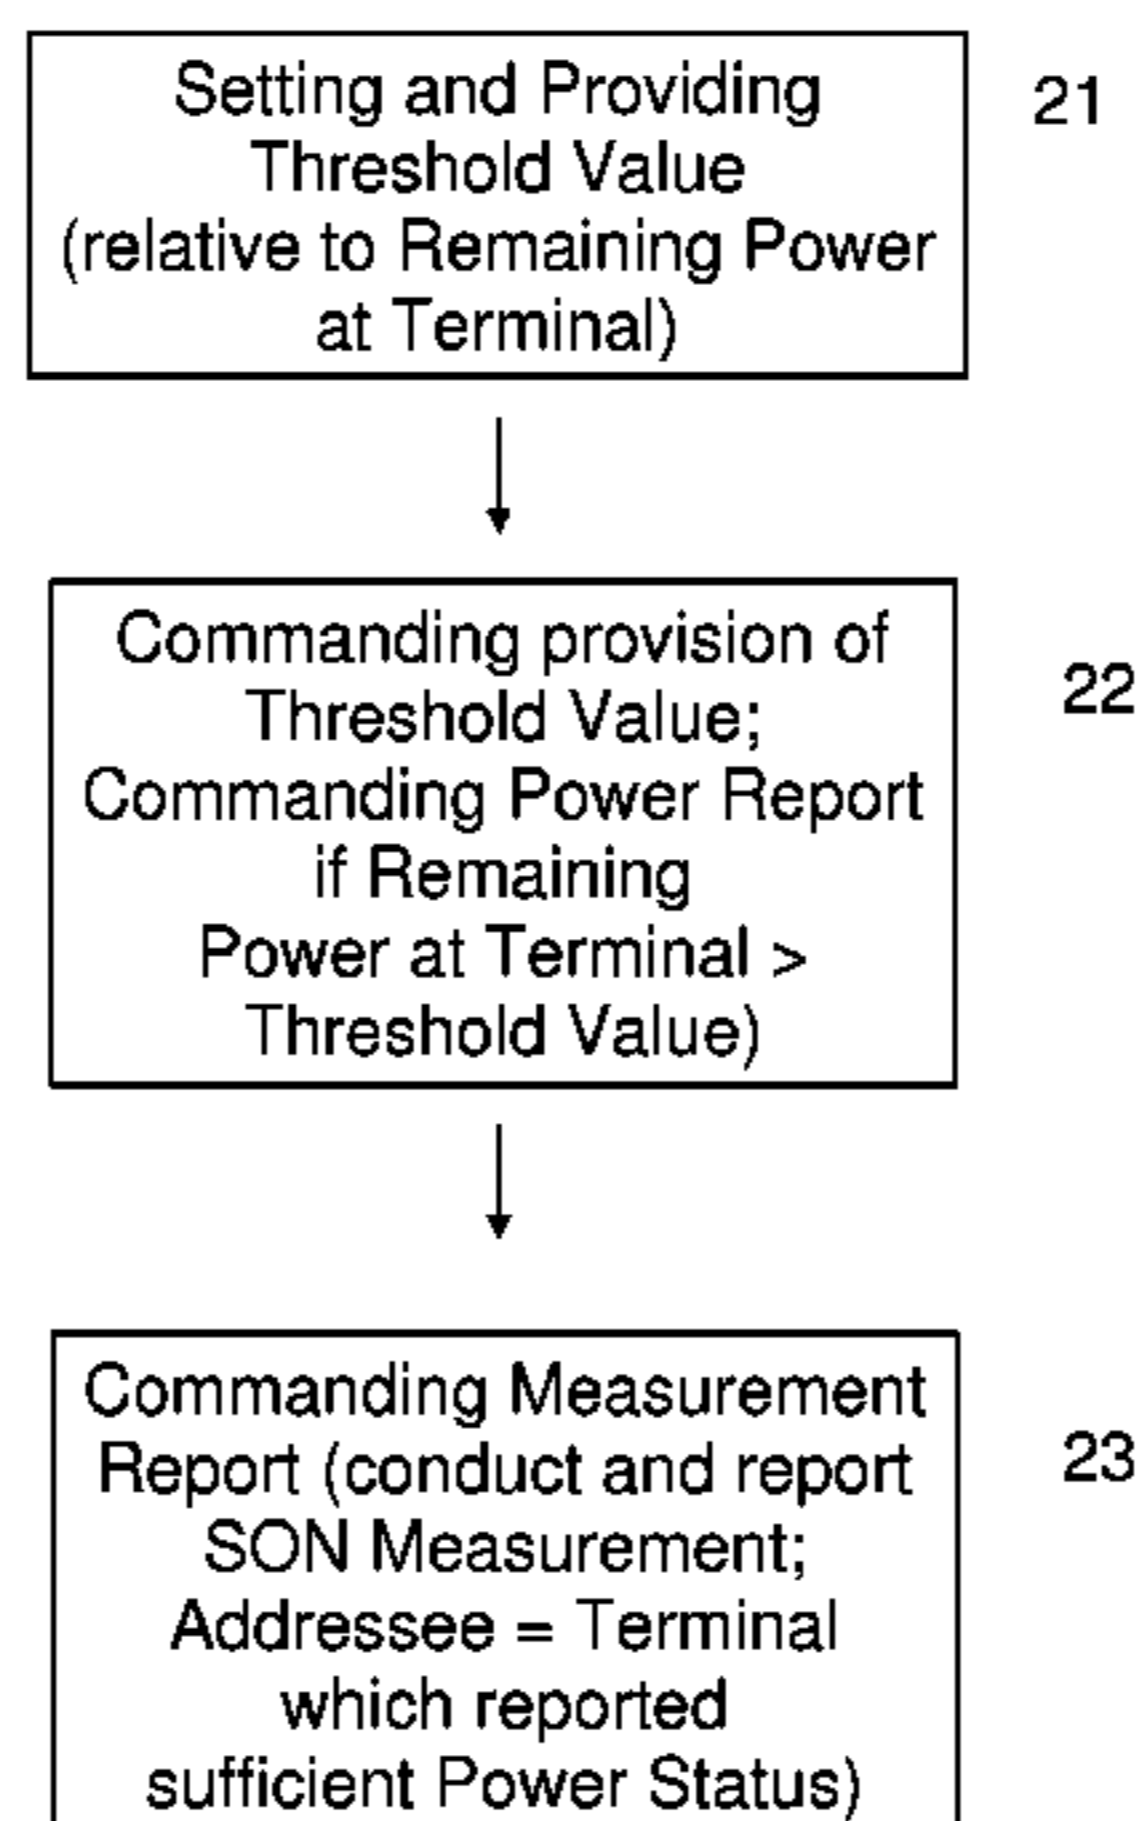 Setting and Providing
Threshold Value
(relative to Remaining Power
at Terminal)
21
Commanding provision of
Threshold Value;
Commanding Power Report
if Remaining
Power at Terminal >
Threshold Value)
22
Commanding Measurement
Report (conduct and report
SON Measurement;
Addressee = Terminal
which reported
sufficient Power Status)
23